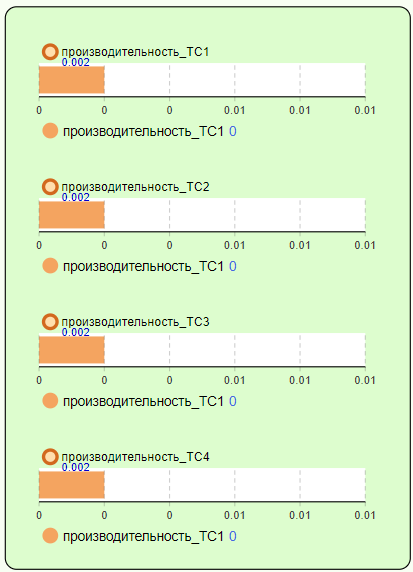 производительность_ТС1
0.002
0 0 0 0.01 0.01 0.01
производительность_ТС1 0
производительность_ТС2
0.002
0 0 0 0.01 0.01 0.01
производительность_ТС1 0
производительность_ТС3
0.002
0 0 0 0.01 0.01 0.01
производительность_ТС1 0
производительность_ТС4
0.002
0 0 0 0.01 0.01 0.01
производительность_ТС1 0